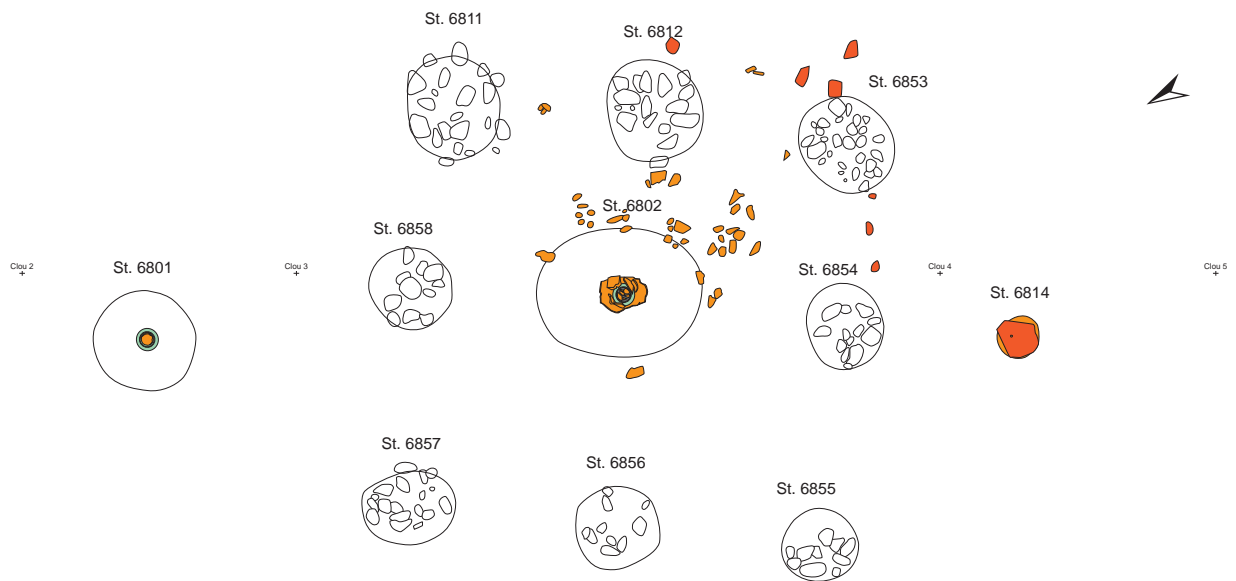 St. 6811
St. 6812
St. 6853
St. 6802
St. 6858
St. 6801
St. 6854
St. 6814
Clou 2
Clou 3
Clou 4
Clou 5
St. 6857
St. 6856
St. 6855